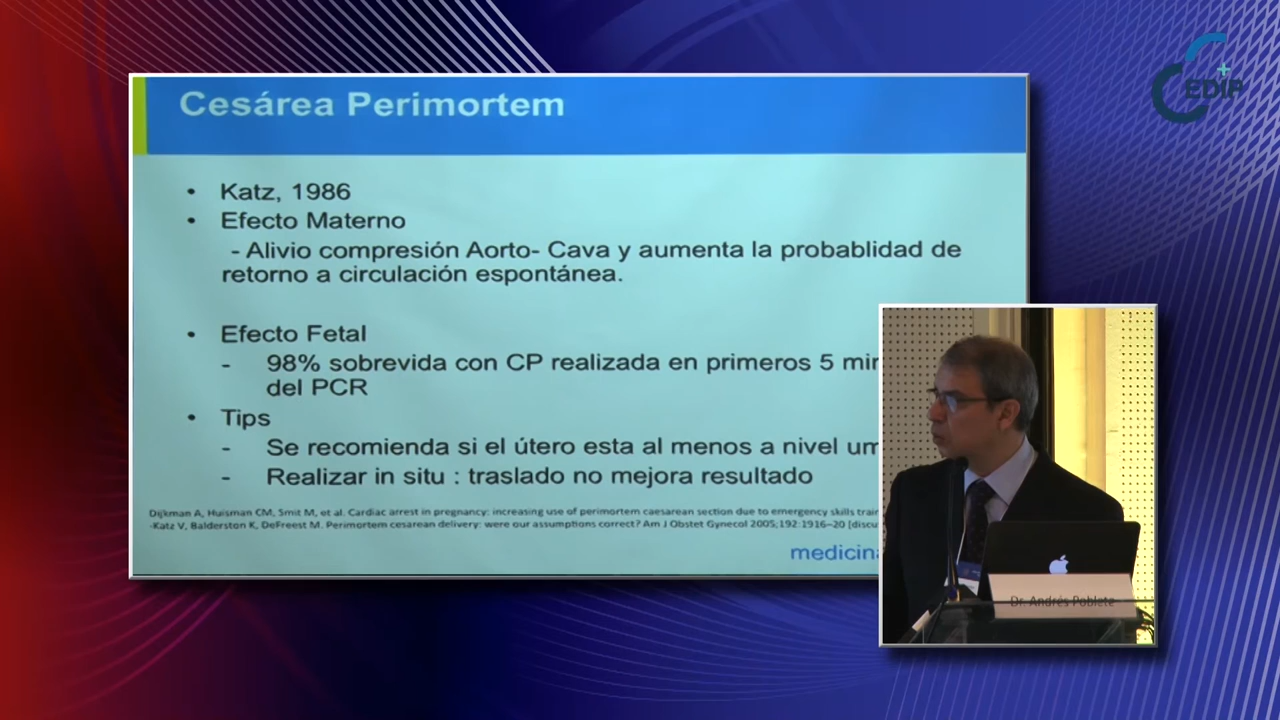 Cesárea Perimortem
• Katz, 1986
• Efecto Materno
- Alivio compresión Aorto- Cava y aumenta la probablidad de
retorno a circulación espontánea.
• Efecto Fetal
- 98% sobrevida con CP realizada en primeros 5 min
del PCR
• Tips
- Se recomienda si el útero esta al menos a nivel um
- Realizar in situ : traslado no mejora resultado
Dijkman A, Huisman CM, Smit M, et al. Cardiac arrest in pregnancy: increasing use of perimortem caesarean section due to emergency skills train
-Katz V, Balderston K, DeFreest M. Perimortem cesarean delivery: were our assumptions correct? Am J Obstet Gynecol 2005;192:1916–20 [discu
medicina
CEDIP
Dr. Andrés Poblete